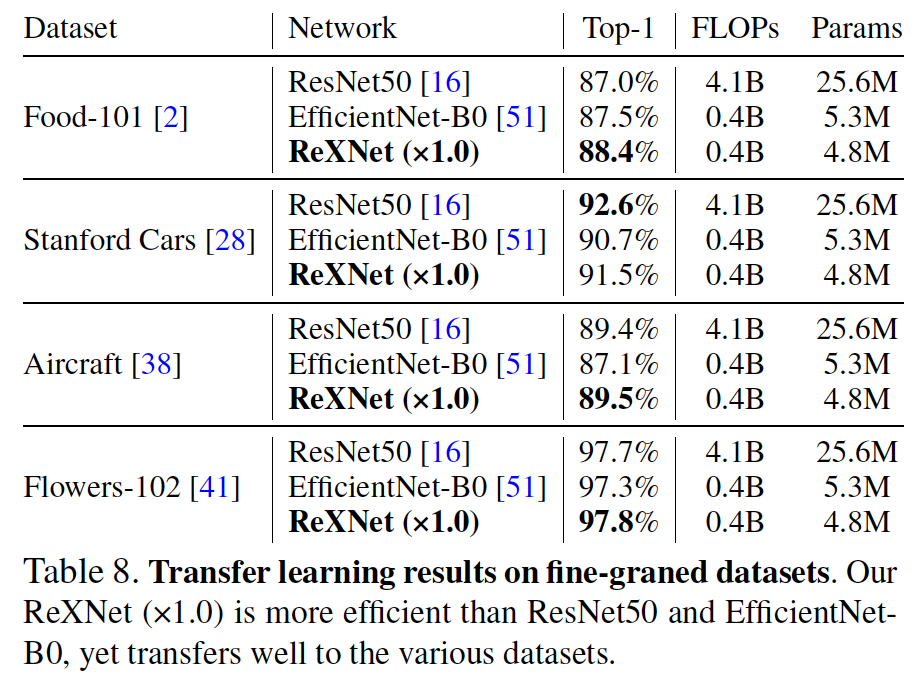 Dataset Network Top-1 FLOPs Params
ResNet50 [16] 87.0% 4.1B 25.6M
Food-101 [2] EfficientNet-B0 [51] 87.5% 0.4B 5.3M
ReXNet (×1.0) 88.4% 0.4B 4.8M
ResNet50 [16] 92.6% 4.1B 25.6M
Stanford Cars [28] EfficientNet-B0 [51] 90.7% 0.4B 5.3M
ReXNet (×1.0) 91.5% 0.4B 4.8M
ResNet50 [16] 89.4% 4.1B 25.6M
Aircraft [38] EfficientNet-B0 [51] 87.1% 0.4B 5.3M
ReXNet (×1.0) 89.5% 0.4B 4.8M
ResNet50 [16] 97.7% 4.1B 25.6M
Flowers-102 [41] EfficientNet-B0 [51] 97.3% 0.4B 5.3M
ReXNet (×1.0) 97.8% 0.4B 4.8M
Table 8. Transfer learning results on fine-graned datasets. Our
ReXNet (×1.0) is more efficient than ResNet50 and EfficientNet-
B0, yet transfers well to the various datasets.